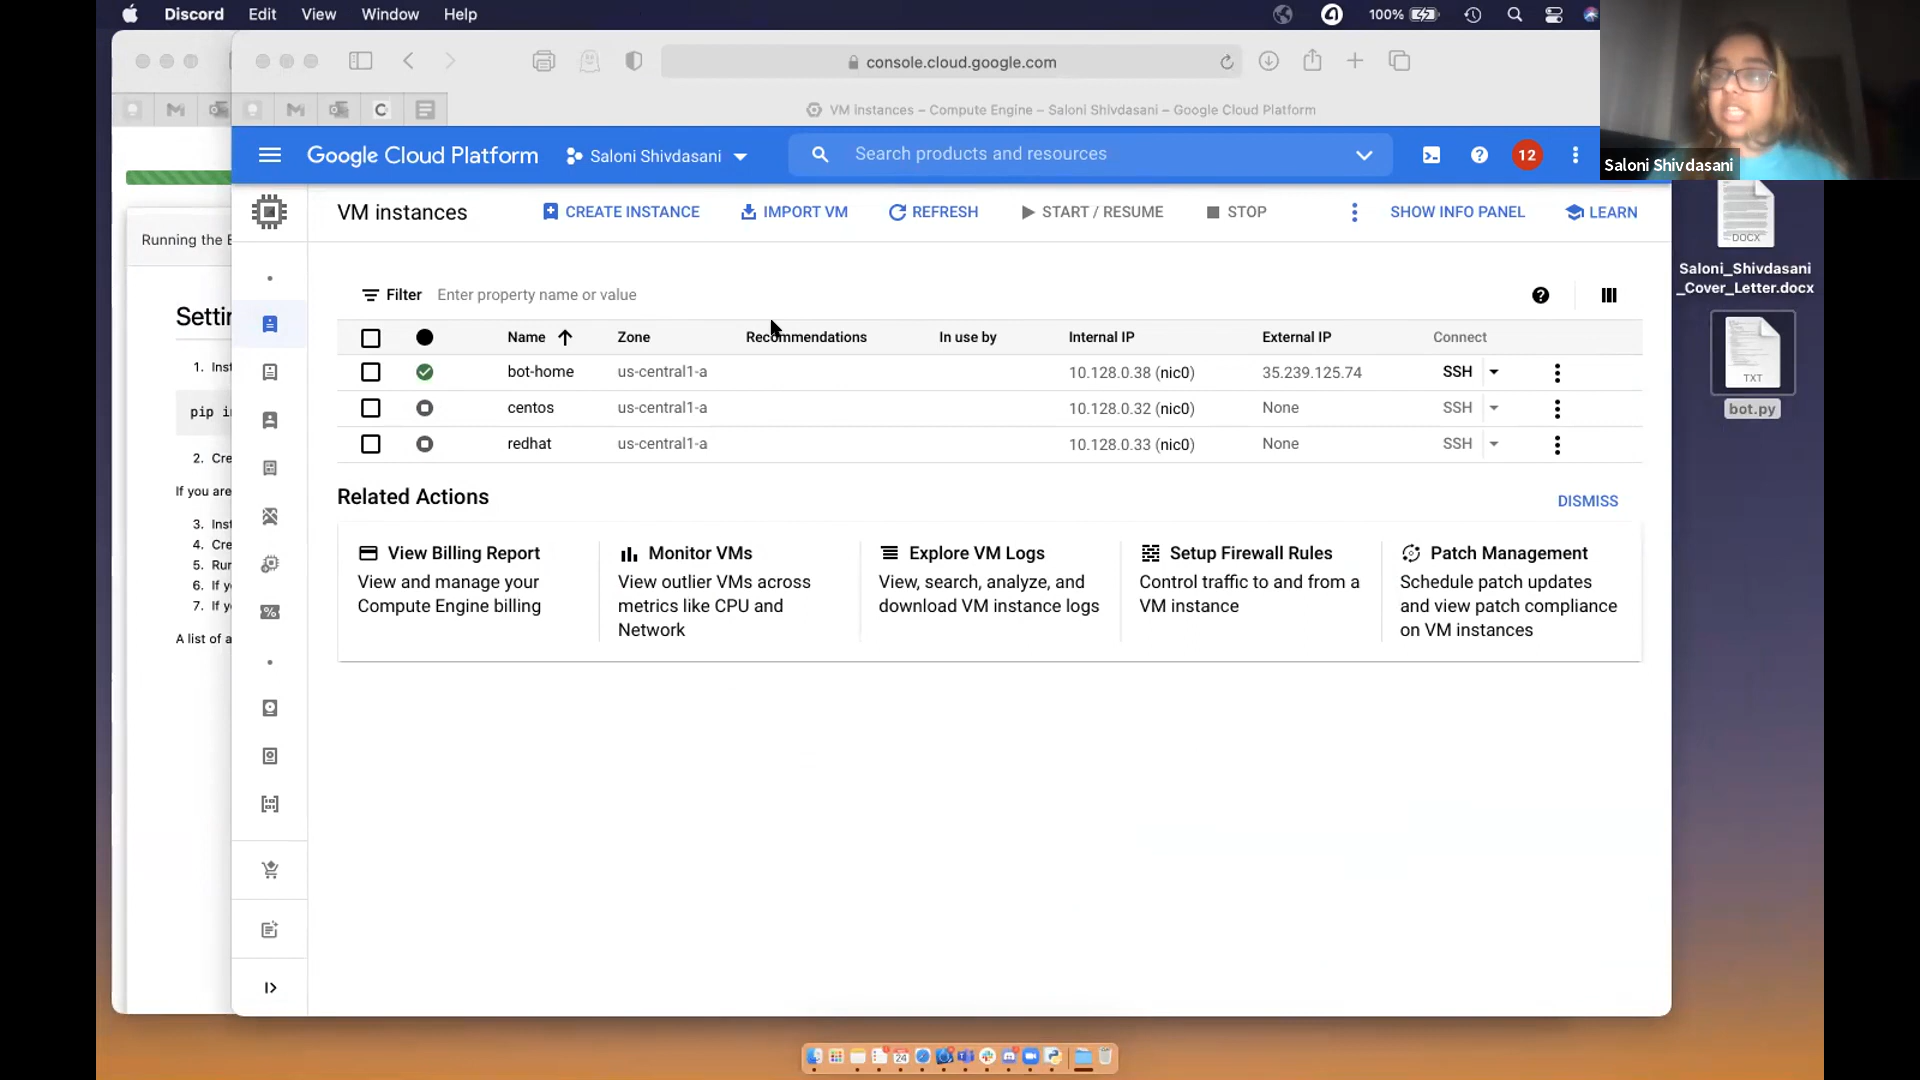 Discord Edit View Window Help
100%
console.cloud.google.com
VM instances – Compute Engine – Saloni Shivdasani – Google Cloud Platform
Google Cloud Platform
Saloni Shivdasani
Search products and resources
12
Saloni Shivdasani
VM instances
CREATE INSTANCE
IMPORT VM
REFRESH
START / RESUME
STOP
SHOW INFO PANEL
LEARN
DOCX
Saloni_Shivdasani
_Cover_Letter.docx
TXT
bot.py
Running the
Settin
1. Inst
pip in
2. Cre
If you are
3. Inst
4. Cre
5. Run
6. If y
7. If y
A list of a
Filter Enter property name or value
Name Zone Recommendations In use by Internal IP External IP Connect
bot-home us-central1-a 10.128.0.38 (nic0) 35.239.125.74 SSH
centos us-central1-a 10.128.0.32 (nic0) None SSH
redhat us-central1-a 10.128.0.33 (nic0) None SSH
Related Actions
DISMISS
View Billing Report
View and manage your
Compute Engine billing
Monitor VMs
View outlier VMs across
metrics like CPU and
Network
Explore VM Logs
View, search, analyze, and
download VM instance logs
Setup Firewall Rules
Control traffic to and from a
VM instance
Patch Management
Schedule patch updates
and view patch compliance
on VM instances
24